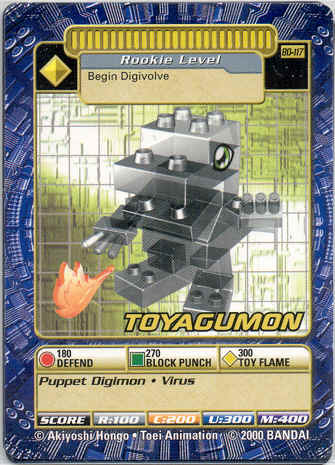 Rookie Level
BO-117
Begin Digivolve
TOYAGUMON
180 DEFEND
270 BLOCK PUNCH
300 TOY FLAME
Puppet Digimon • Virus
SCORE R:100 C:200 U:300 M:400
© Akiyoshi Hongo • Toei Animation © 2000 BANDAI